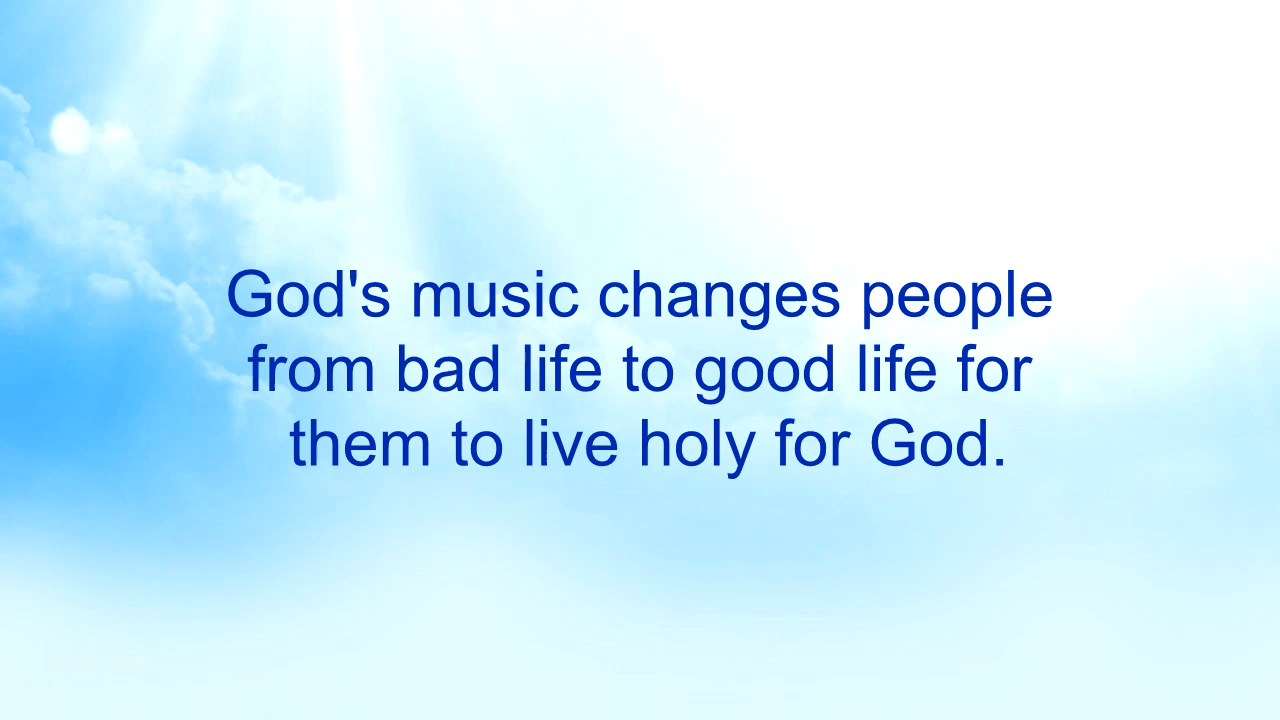 God's music changes people
from bad life to good life for
them to live holy for God.